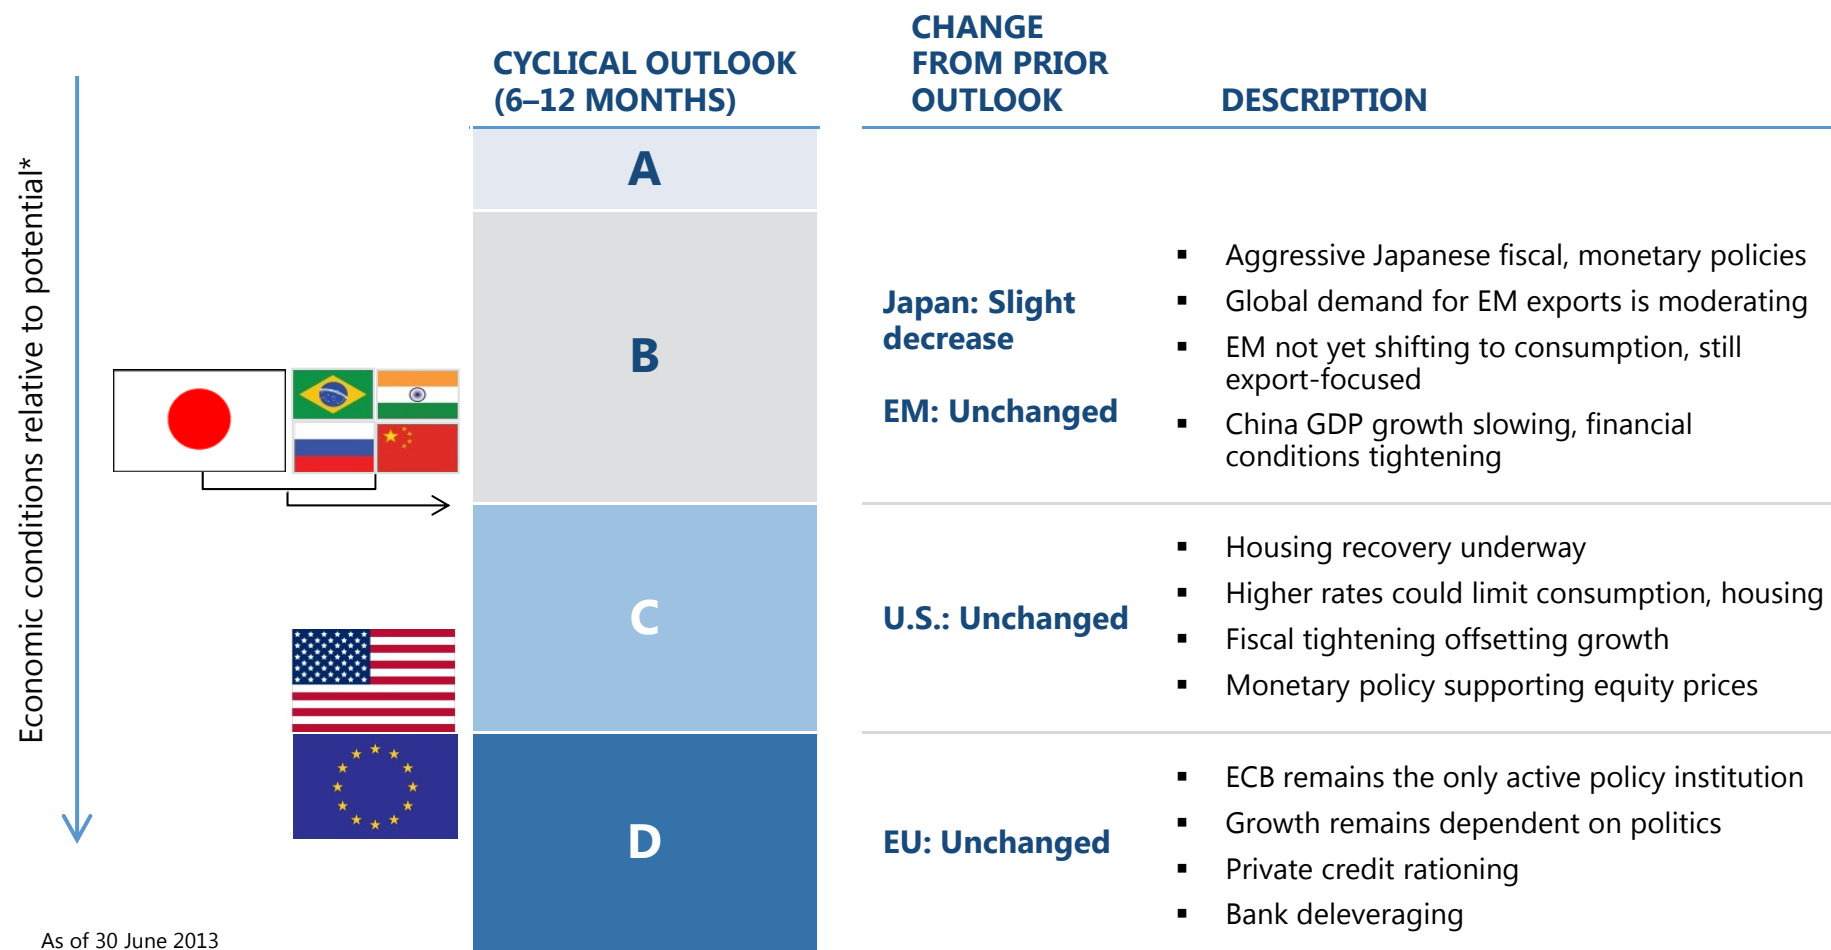 CYCLICAL OUTLOOK
(6–12 MONTHS)
CHANGE
FROM PRIOR
OUTLOOK
DESCRIPTION
Economic conditions relative to potential*
A
B
Japan: Slight
decrease
EM: Unchanged
▪ Aggressive Japanese fiscal, monetary policies
▪ Global demand for EM exports is moderating
▪ EM not yet shifting to consumption, still
export-focused
▪ China GDP growth slowing, financial
conditions tightening
C
U.S.: Unchanged
▪ Housing recovery underway
▪ Higher rates could limit consumption, housing
▪ Fiscal tightening offsetting growth
▪ Monetary policy supporting equity prices
D
EU: Unchanged
▪ ECB remains the only active policy institution
▪ Growth remains dependent on politics
▪ Private credit rationing
▪ Bank deleveraging
As of 30 June 2013